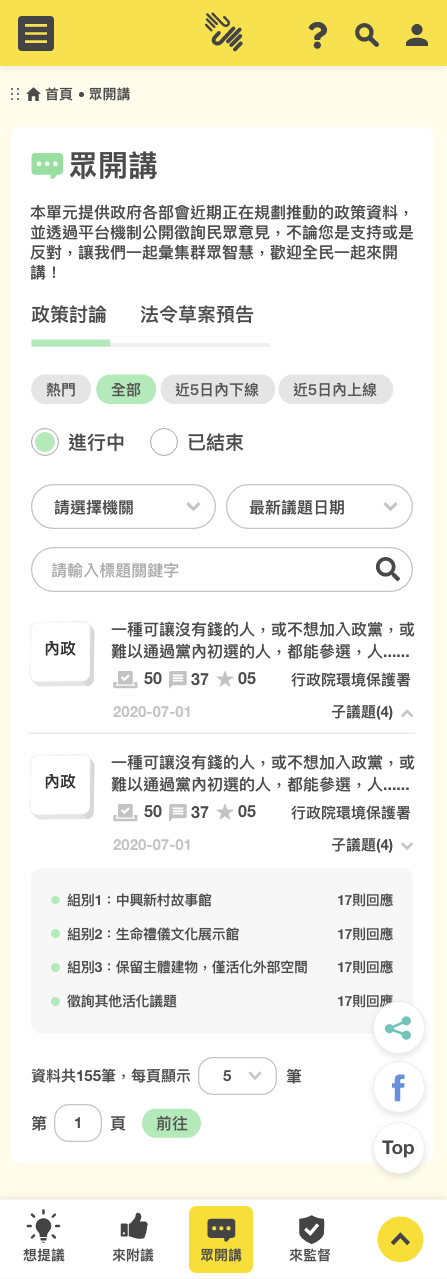 首頁 • 眾開講
眾開講
本單元提供政府各部會近期正在規劃推動的政策資料，
並透過平台機制公開徵詢民眾意見，不論您是支持或是
反對，讓我們一起彙集群眾智慧，歡迎全民一起來開
講！
政策討論 法令草案預告
熱門 全部 近5日內下線 近5日內上線
進行中 已結束
請選擇機關 最新議題日期
請輸入標題關鍵字
內政
一種可讓沒有錢的人，或不想加入政黨，或
難以通過黨內初選的人，都能參選，人......
50 37 05 行政院環境保護署
2020-07-01 子議題(4)
內政
一種可讓沒有錢的人，或不想加入政黨，或
難以通過黨內初選的人，都能參選，人......
50 37 05 行政院環境保護署
2020-07-01 子議題(4)
組別1：中興新村故事館 17則回應
組別2：生命禮儀文化展示館 17則回應
組別3：保留主體建物，僅活化外部空間 17則回應
徵詢其他活化議題 17則回應
資料共155筆，每頁顯示 5 筆
第 1 頁 前往
Top
想提議 來附議 眾開講 來監督